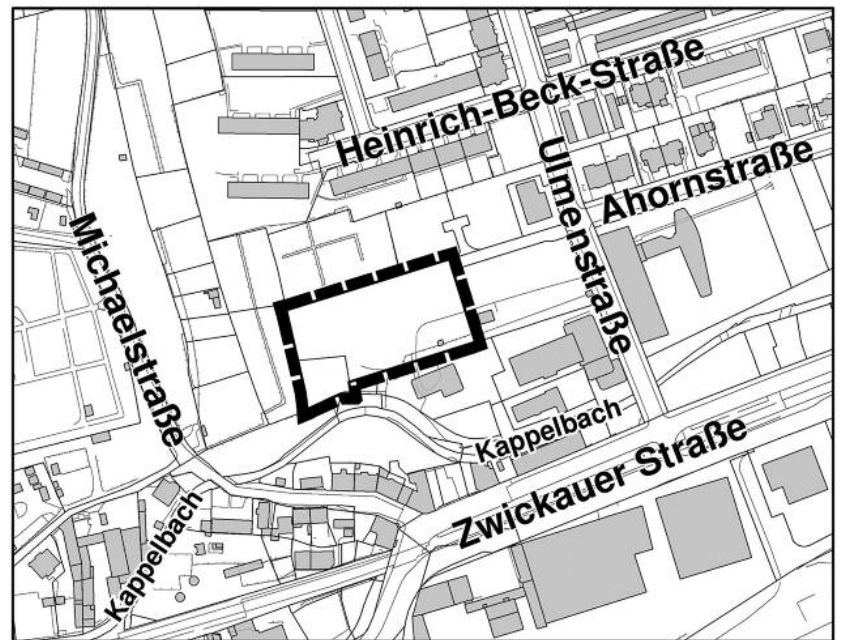 Heinrich-Beck-Straße
Ulmenstraße
Ahornstraße
Michaelstraße
Kappelbach
Zwickauer Straße
Kappelbach